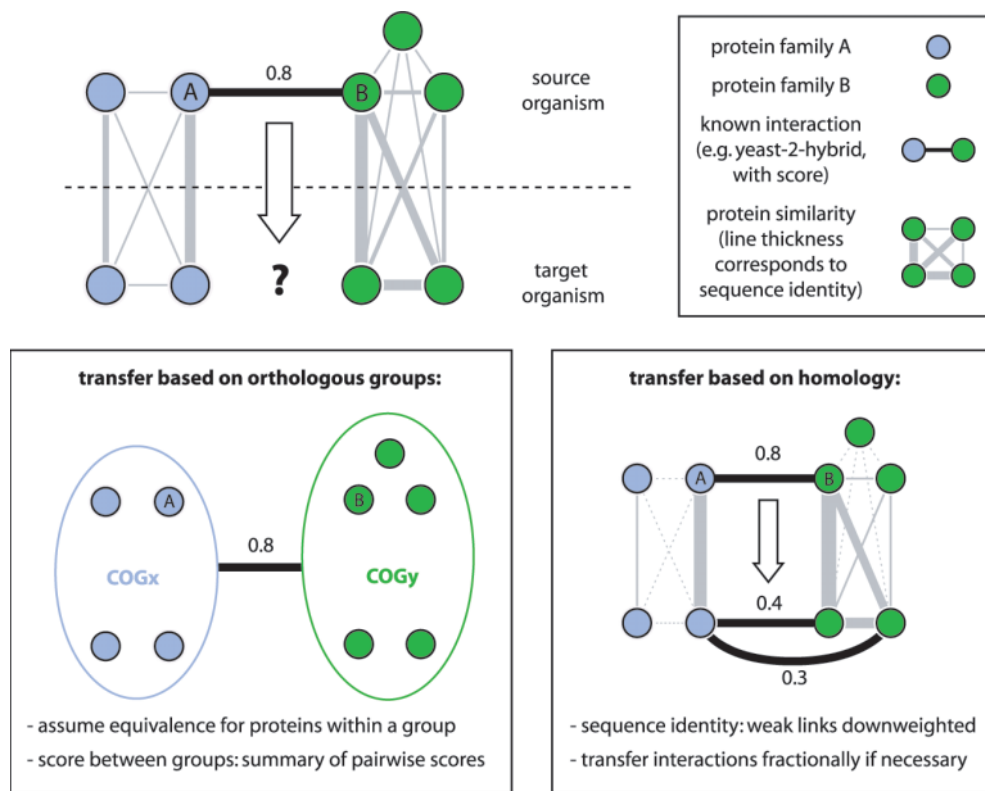 0.8
A
B
source
organism
?
target
organism
protein family A
protein family B
known interaction
(e.g. yeast-2-hybrid,
with score)
protein similarity
(line thickness
corresponds to
sequence identity)
transfer based on orthologous groups:
A
B
0.8
COGx
COGy
- assume equivalence for proteins within a group
- score between groups: summary of pairwise scores
transfer based on homology:
0.8
A
B
0.4
0.3
- sequence identity: weak links downweighted
- transfer interactions fractionally if necessary